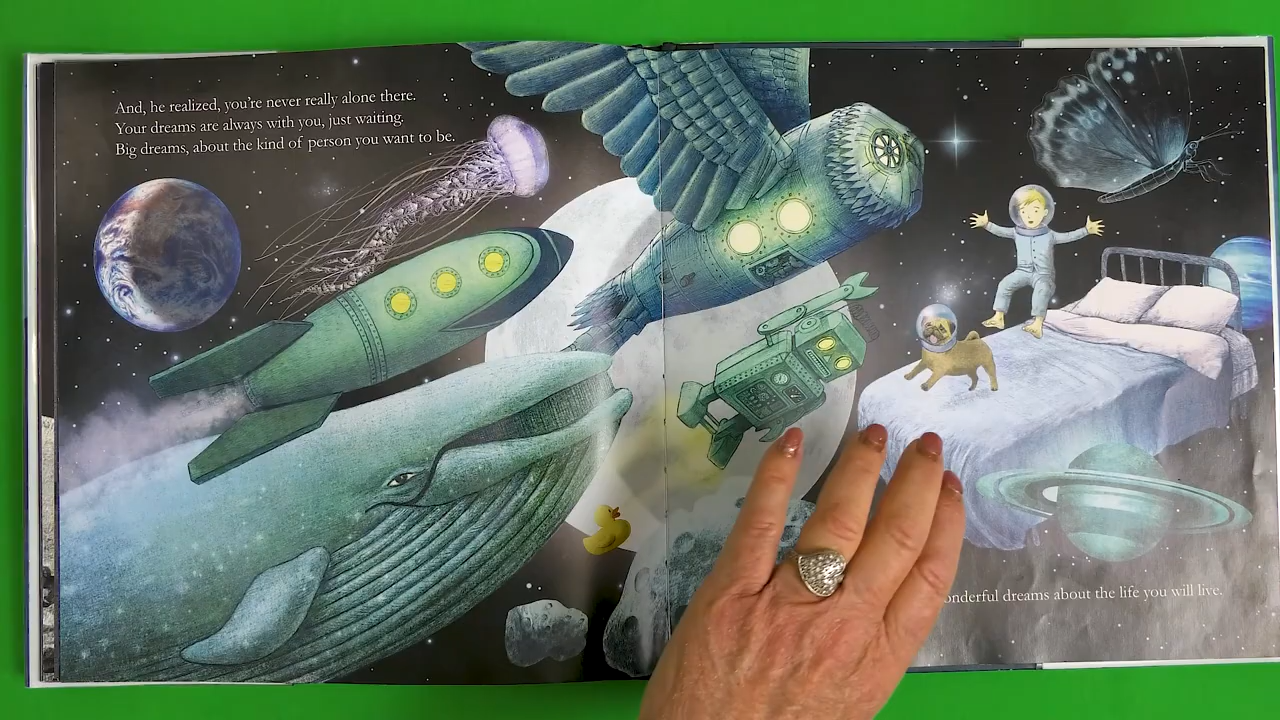 And, he realized, you're never really alone there.
Your dreams are always with you, just waiting.
Big dreams, about the kind of person you want to be.
dreams about the life you will live.